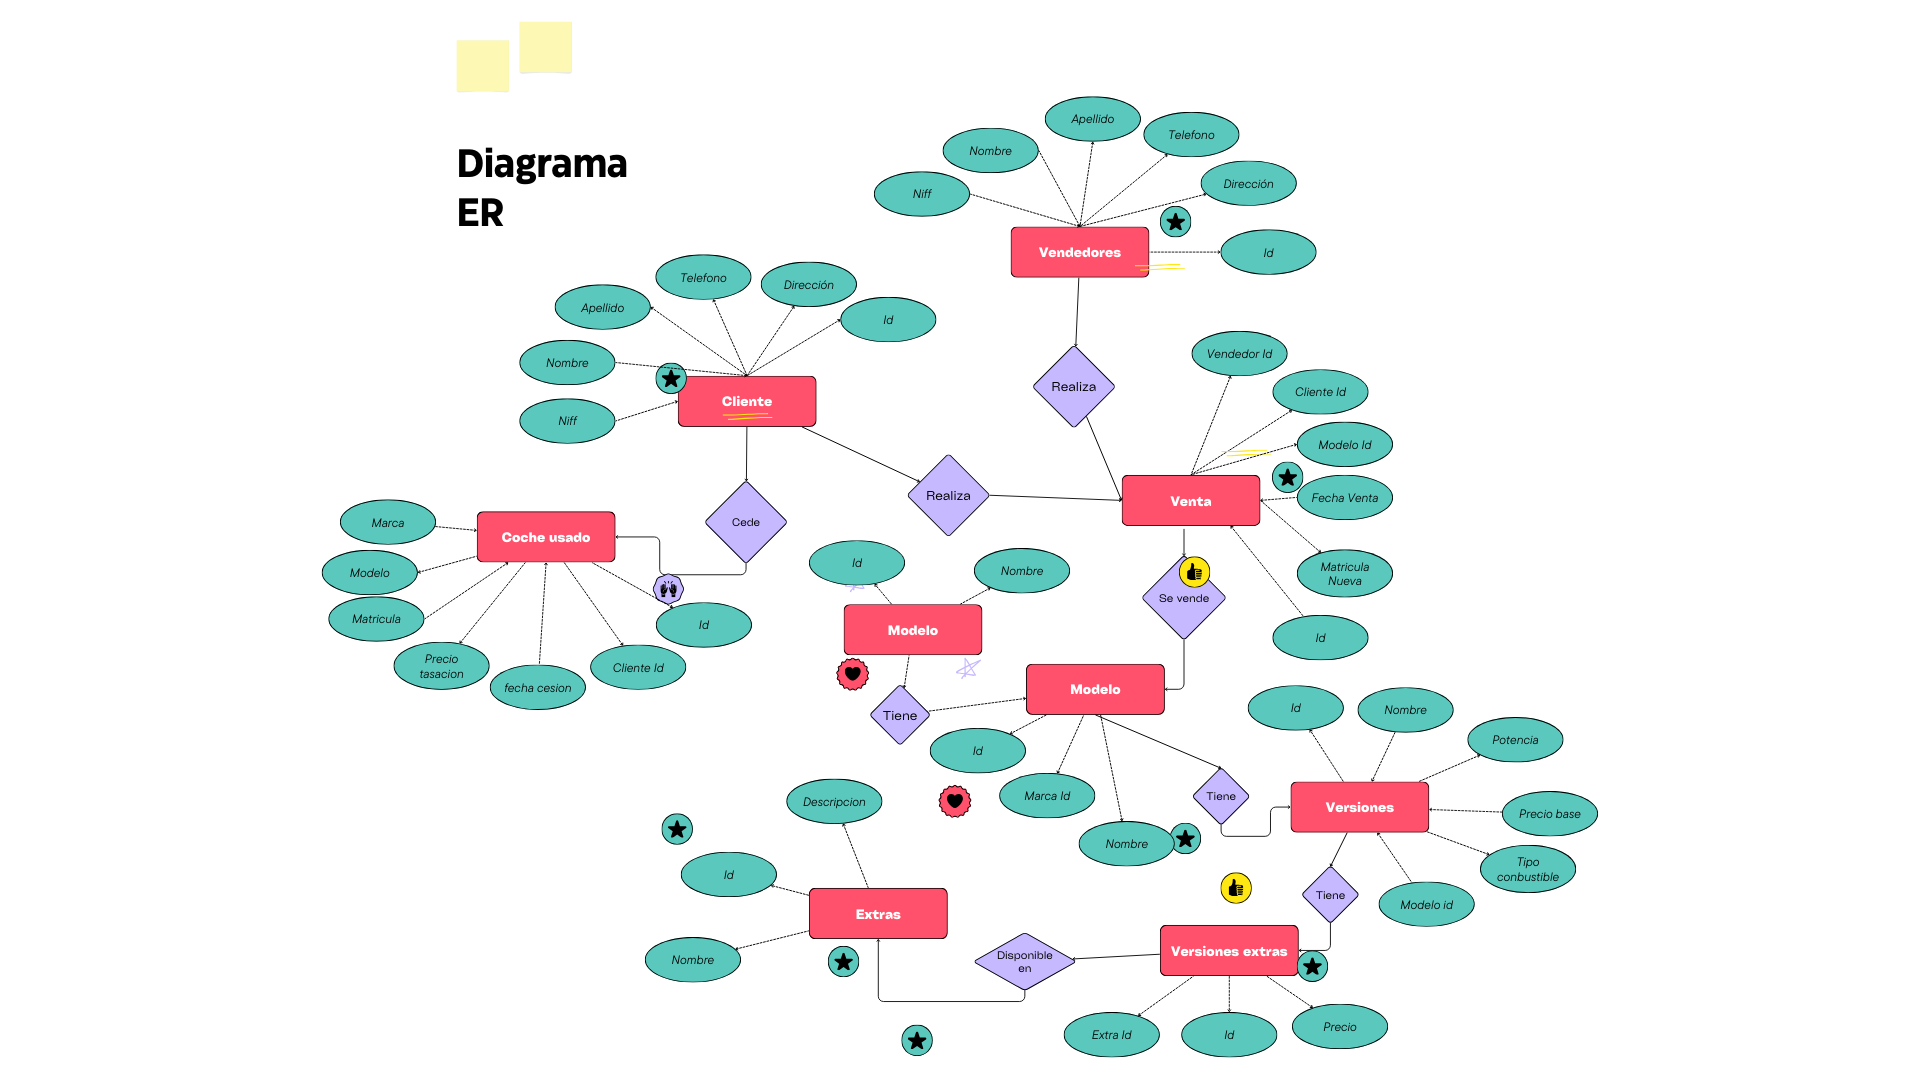 Diagrama
ER
Apellido
Telefono
Nombre
Dirección
Niff
Vendedores
Id
Telefono
Dirección
Apellido
Id
Nombre
Cliente
Niff
Realiza
Vendedor Id
Cliente Id
Modelo Id
Fecha Venta
Venta
Realiza
Matricula
Nueva
Id
Cede
Marca
Coche usado
Modelo
Matricula
Precio
tasacion
fecha cesion
Cliente Id
Id
Id
Nombre
Modelo
Se vende
Tiene
Modelo
Id
Marca Id
Nombre
Tiene
Id
Nombre
Potencia
Versiones
Precio base
Tipo
conbustible
Modelo id
Tiene
Descripcion
Id
Extras
Nombre
Disponible
en
Versiones extras
Extra Id
Id
Precio